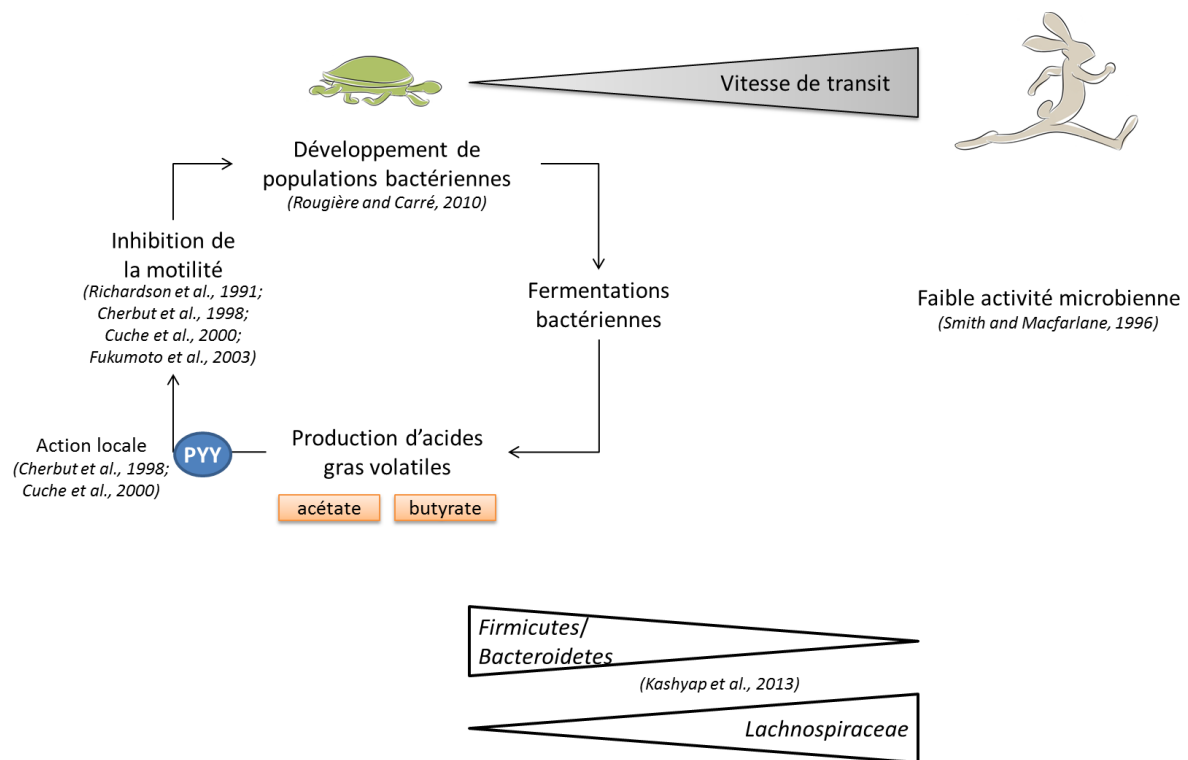 Vitesse de transit
Développement de
populations bactériennes
(Rougière and Carré, 2010)
Inhibition de
la motilité
(Richardson et al., 1991;
Cherbut et al., 1998;
Cuche et al., 2000;
Fukumoto et al., 2003)
Fermentations
bactériennes
Faible activité microbienne
(Smith and Macfarlane, 1996)
Action locale
(Cherbut et al., 1998;
Cuche et al., 2000)
PYY
Production d’acides
gras volatiles
acétate
butyrate
Firmicutes/
Bacteroidetes
(Kashyap et al., 2013)
Lachnospiraceae